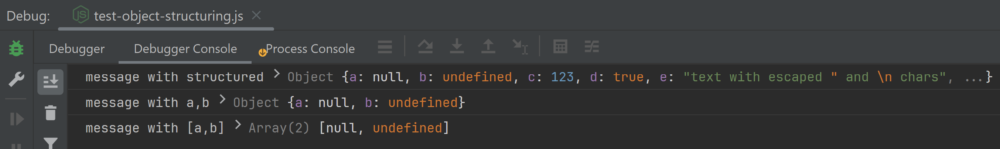 Debug: JS test-object-structuring.js
Debugger Debugger Console Process Console
message with structured > Object {a: null, b: undefined, c: 123, d: true, e: "text with escaped " and \n chars", ...}
message with a,b > Object {a: null, b: undefined}
message with [a,b] > Array(2) [null, undefined]